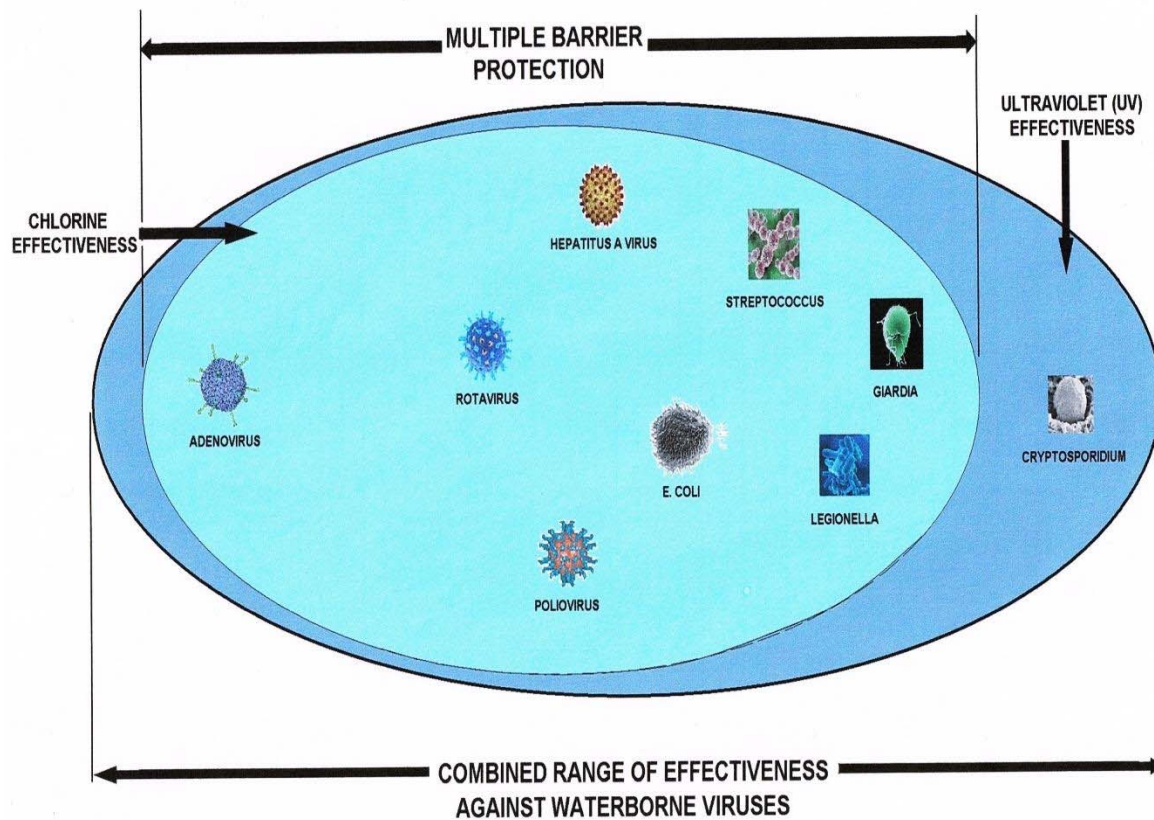 MULTIPLE BARRIER
PROTECTION
ULTRAVIOLET (UV)
EFFECTIVENESS
CHLORINE
EFFECTIVENESS
HEPATITUS A VIRUS
STREPTOCOCCUS
ROTAVIRUS
GIARDIA
ADENOVIRUS
CRYPTOSPORIDIUM
E. COLI
LEGIONELLA
POLIOVIRUS
COMBINED RANGE OF EFFECTIVENESS
AGAINST WATERBORNE VIRUSES